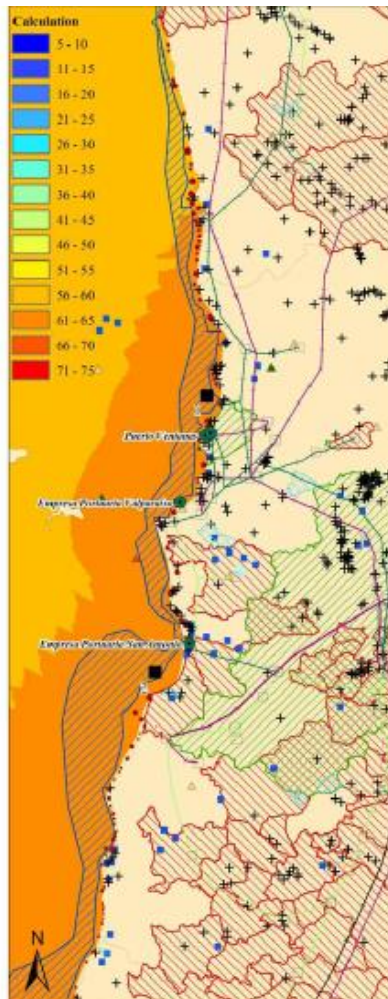 Calculation
5 - 10
11 - 15
16 - 20
21 - 25
26 - 30
31 - 35
36 - 40
41 - 45
46 - 50
51 - 55
56 - 60
61 - 65
66 - 70
71 - 75
Puerto Ventanas
Empresa Portuaria Valparaiso
Empresa Portuaria San Antonio
N